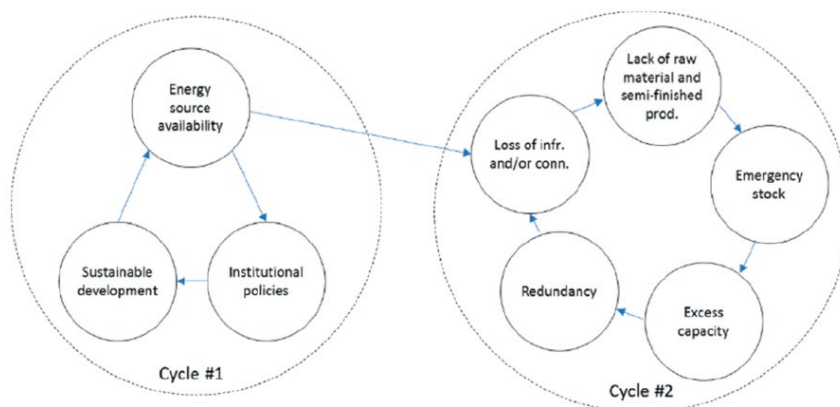 Energy
source
availability
Sustainable
development
Institutional
policies
Cycle #1
Lack of raw
material and
semi-finished
prod.
Loss of infr.
and/or conn.
Emergency
stock
Redundancy
Excess
capacity
Cycle #2